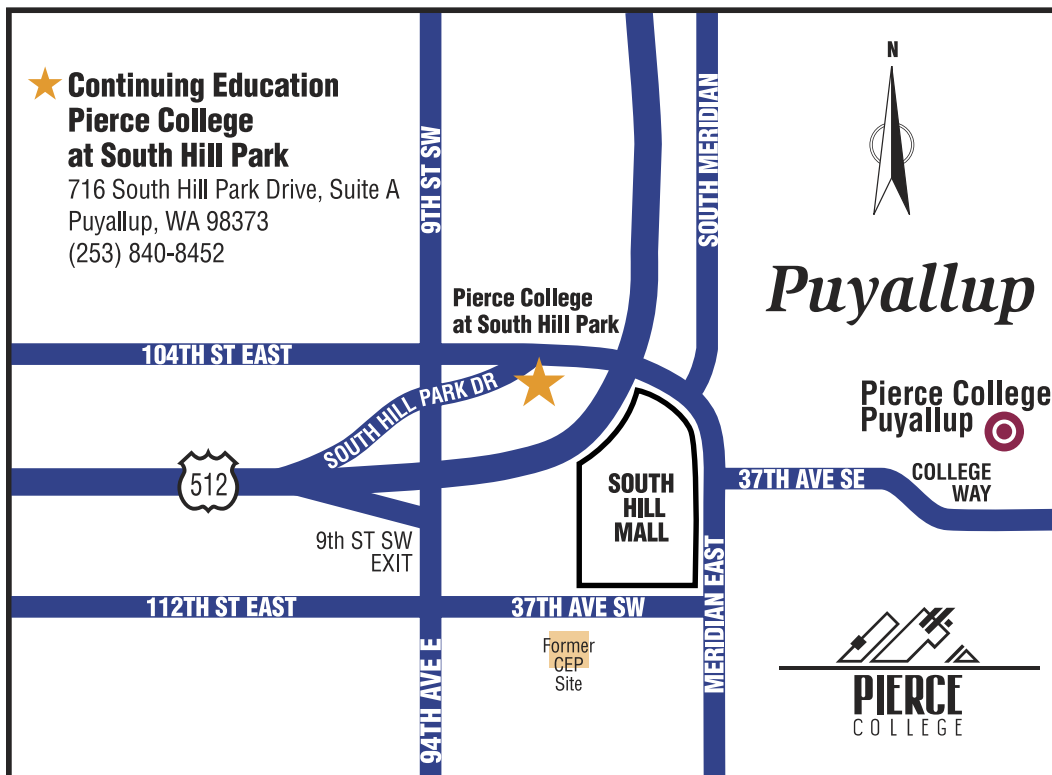 Continuing Education
Pierce College
at South Hill Park
716 South Hill Park Drive, Suite A
Puyallup, WA 98373
(253) 840-8452
9TH ST SW
SOUTH MERIDIAN
N
Puyallup
Pierce College
at South Hill Park
104TH ST EAST
SOUTH HILL PARK DR
Pierce College
Puyallup
512
SOUTH
HILL
MALL
37TH AVE SE
COLLEGE
WAY
9th ST SW
EXIT
112TH ST EAST
37TH AVE SW
MERIDIAN EAST
94TH AVE E
Former
CEP
Site
PIERCE
COLLEGE